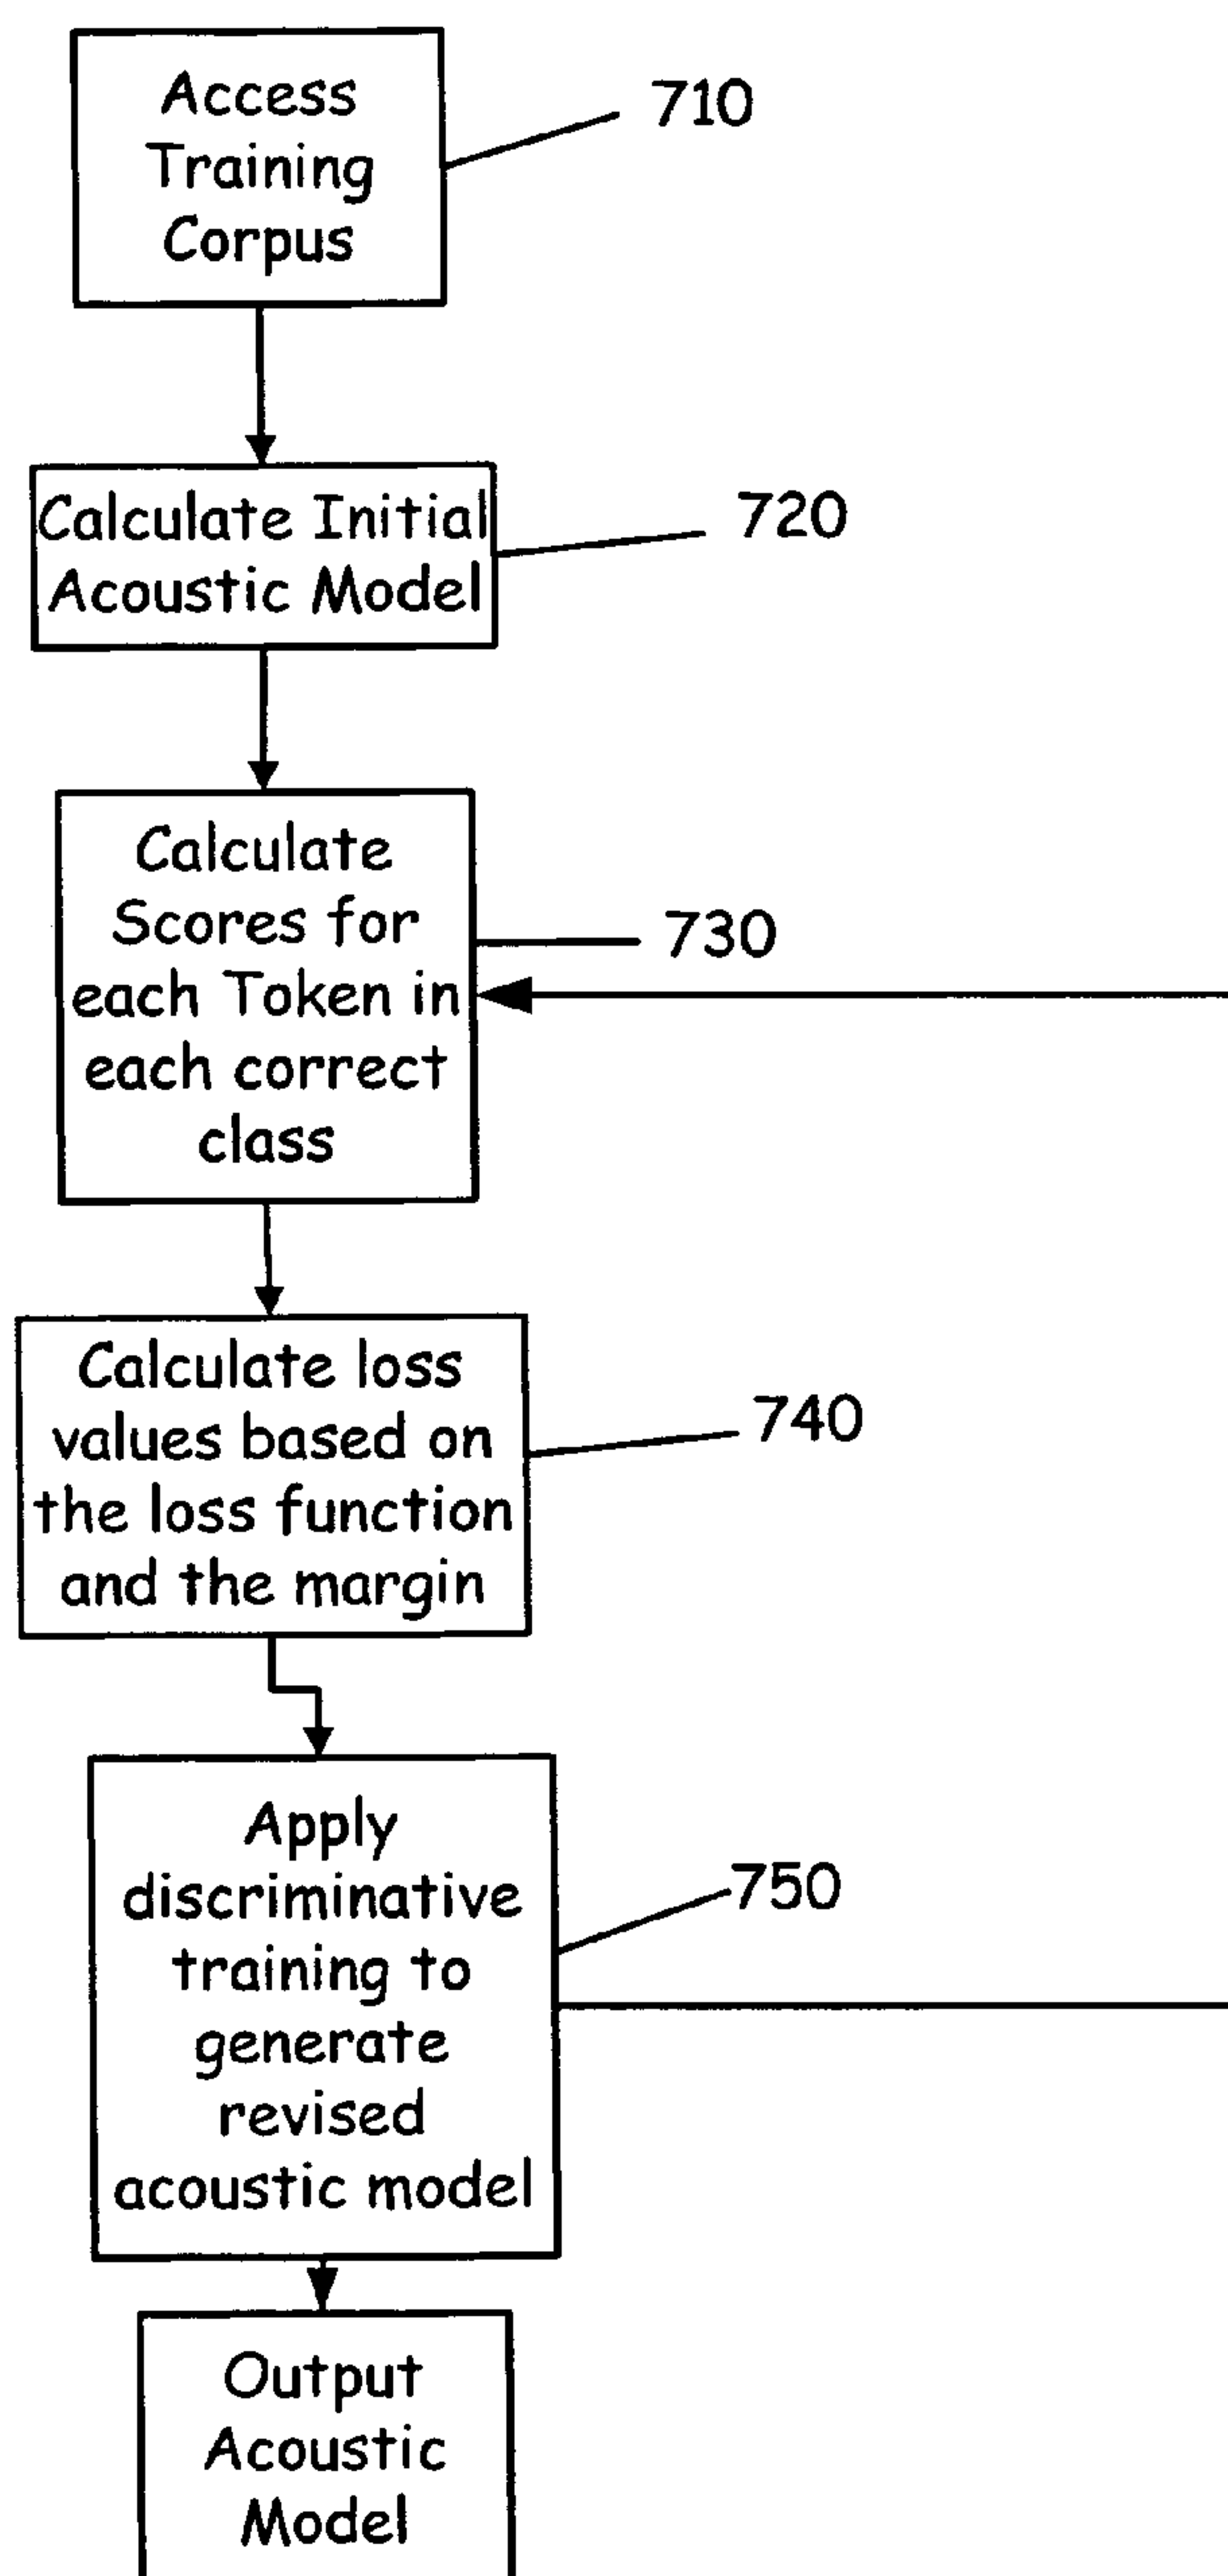 Access
Training
Corpus
710
Calculate Initial
Acoustic Model
720
Calculate
Scores for
each Token in
each correct
class
730
Calculate loss
values based on
the loss function
and the margin
740
Apply
discriminative
training to
generate
revised
acoustic model
750
Output
Acoustic
Model